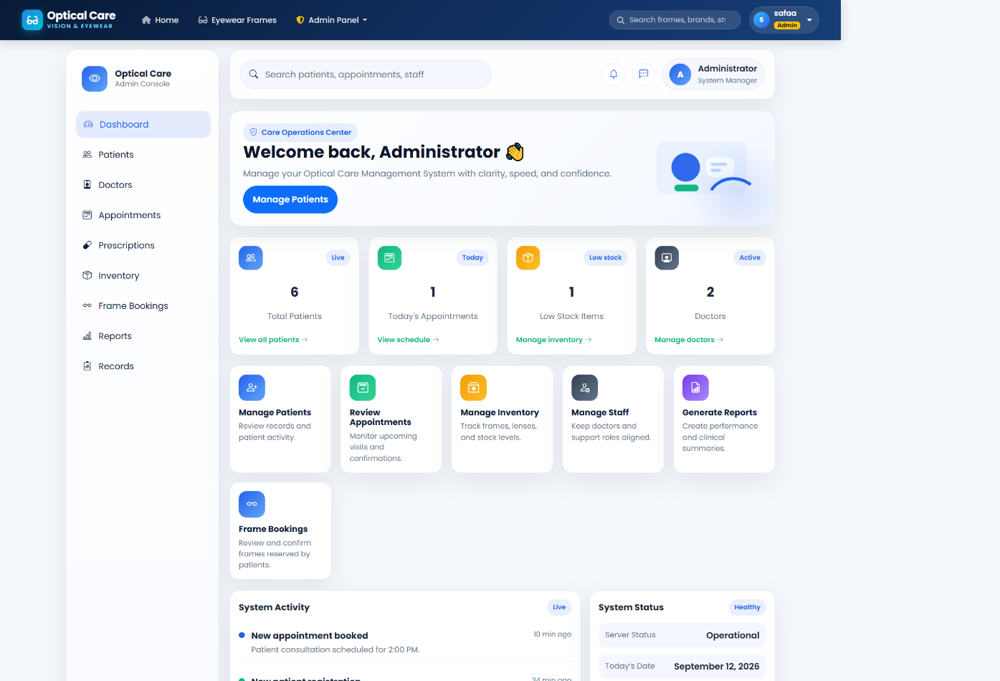 Optical Care
VISION & EYEWEAR
Home
Eyewear Frames
Admin Panel
Search frames, brands, sty
S
safaa
Admin
Optical Care
Admin Console
Dashboard
Patients
Doctors
Appointments
Prescriptions
Inventory
Frame Bookings
Reports
Records
Search patients, appointments, staff
A
Administrator
System Manager
Care Operations Center
Welcome back, Administrator 👋
Manage your Optical Care Management System with clarity, speed, and confidence.
Manage Patients
Live
6
Total Patients
View all patients →
Today
1
Today's Appointments
View schedule →
Low stock
1
Low Stock Items
Manage inventory →
Active
2
Doctors
Manage doctors →
Manage Patients
Review records and
patient activity.
Review
Appointments
Monitor upcoming
visits and
confirmations.
Manage Inventory
Track frames, lenses,
and stock levels.
Manage Staff
Keep doctors and
support roles aligned.
Generate Reports
Create performance
and clinical
summaries.
Frame Bookings
Review and confirm
frames reserved by
patients.
System Activity
Live
New appointment booked
10 min ago
Patient consultation scheduled for 2:00 PM.
New patient registration
34 min ago
System Status
Healthy
Server Status
Operational
Today's Date
September 12, 2026